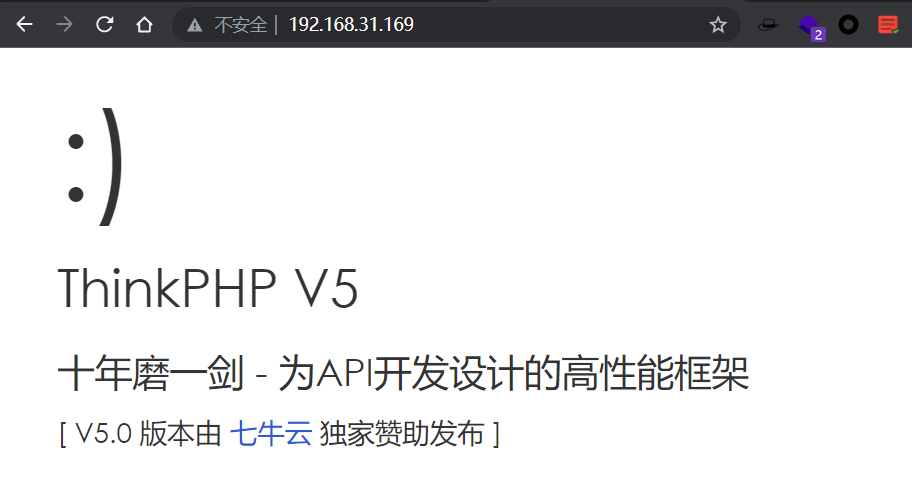 不安全 | 192.168.31.169
2
:)
ThinkPHP V5
十年磨一剑 - 为API开发设计的高性能框架
[ V5.0 版本由 七牛云 独家赞助发布 ]